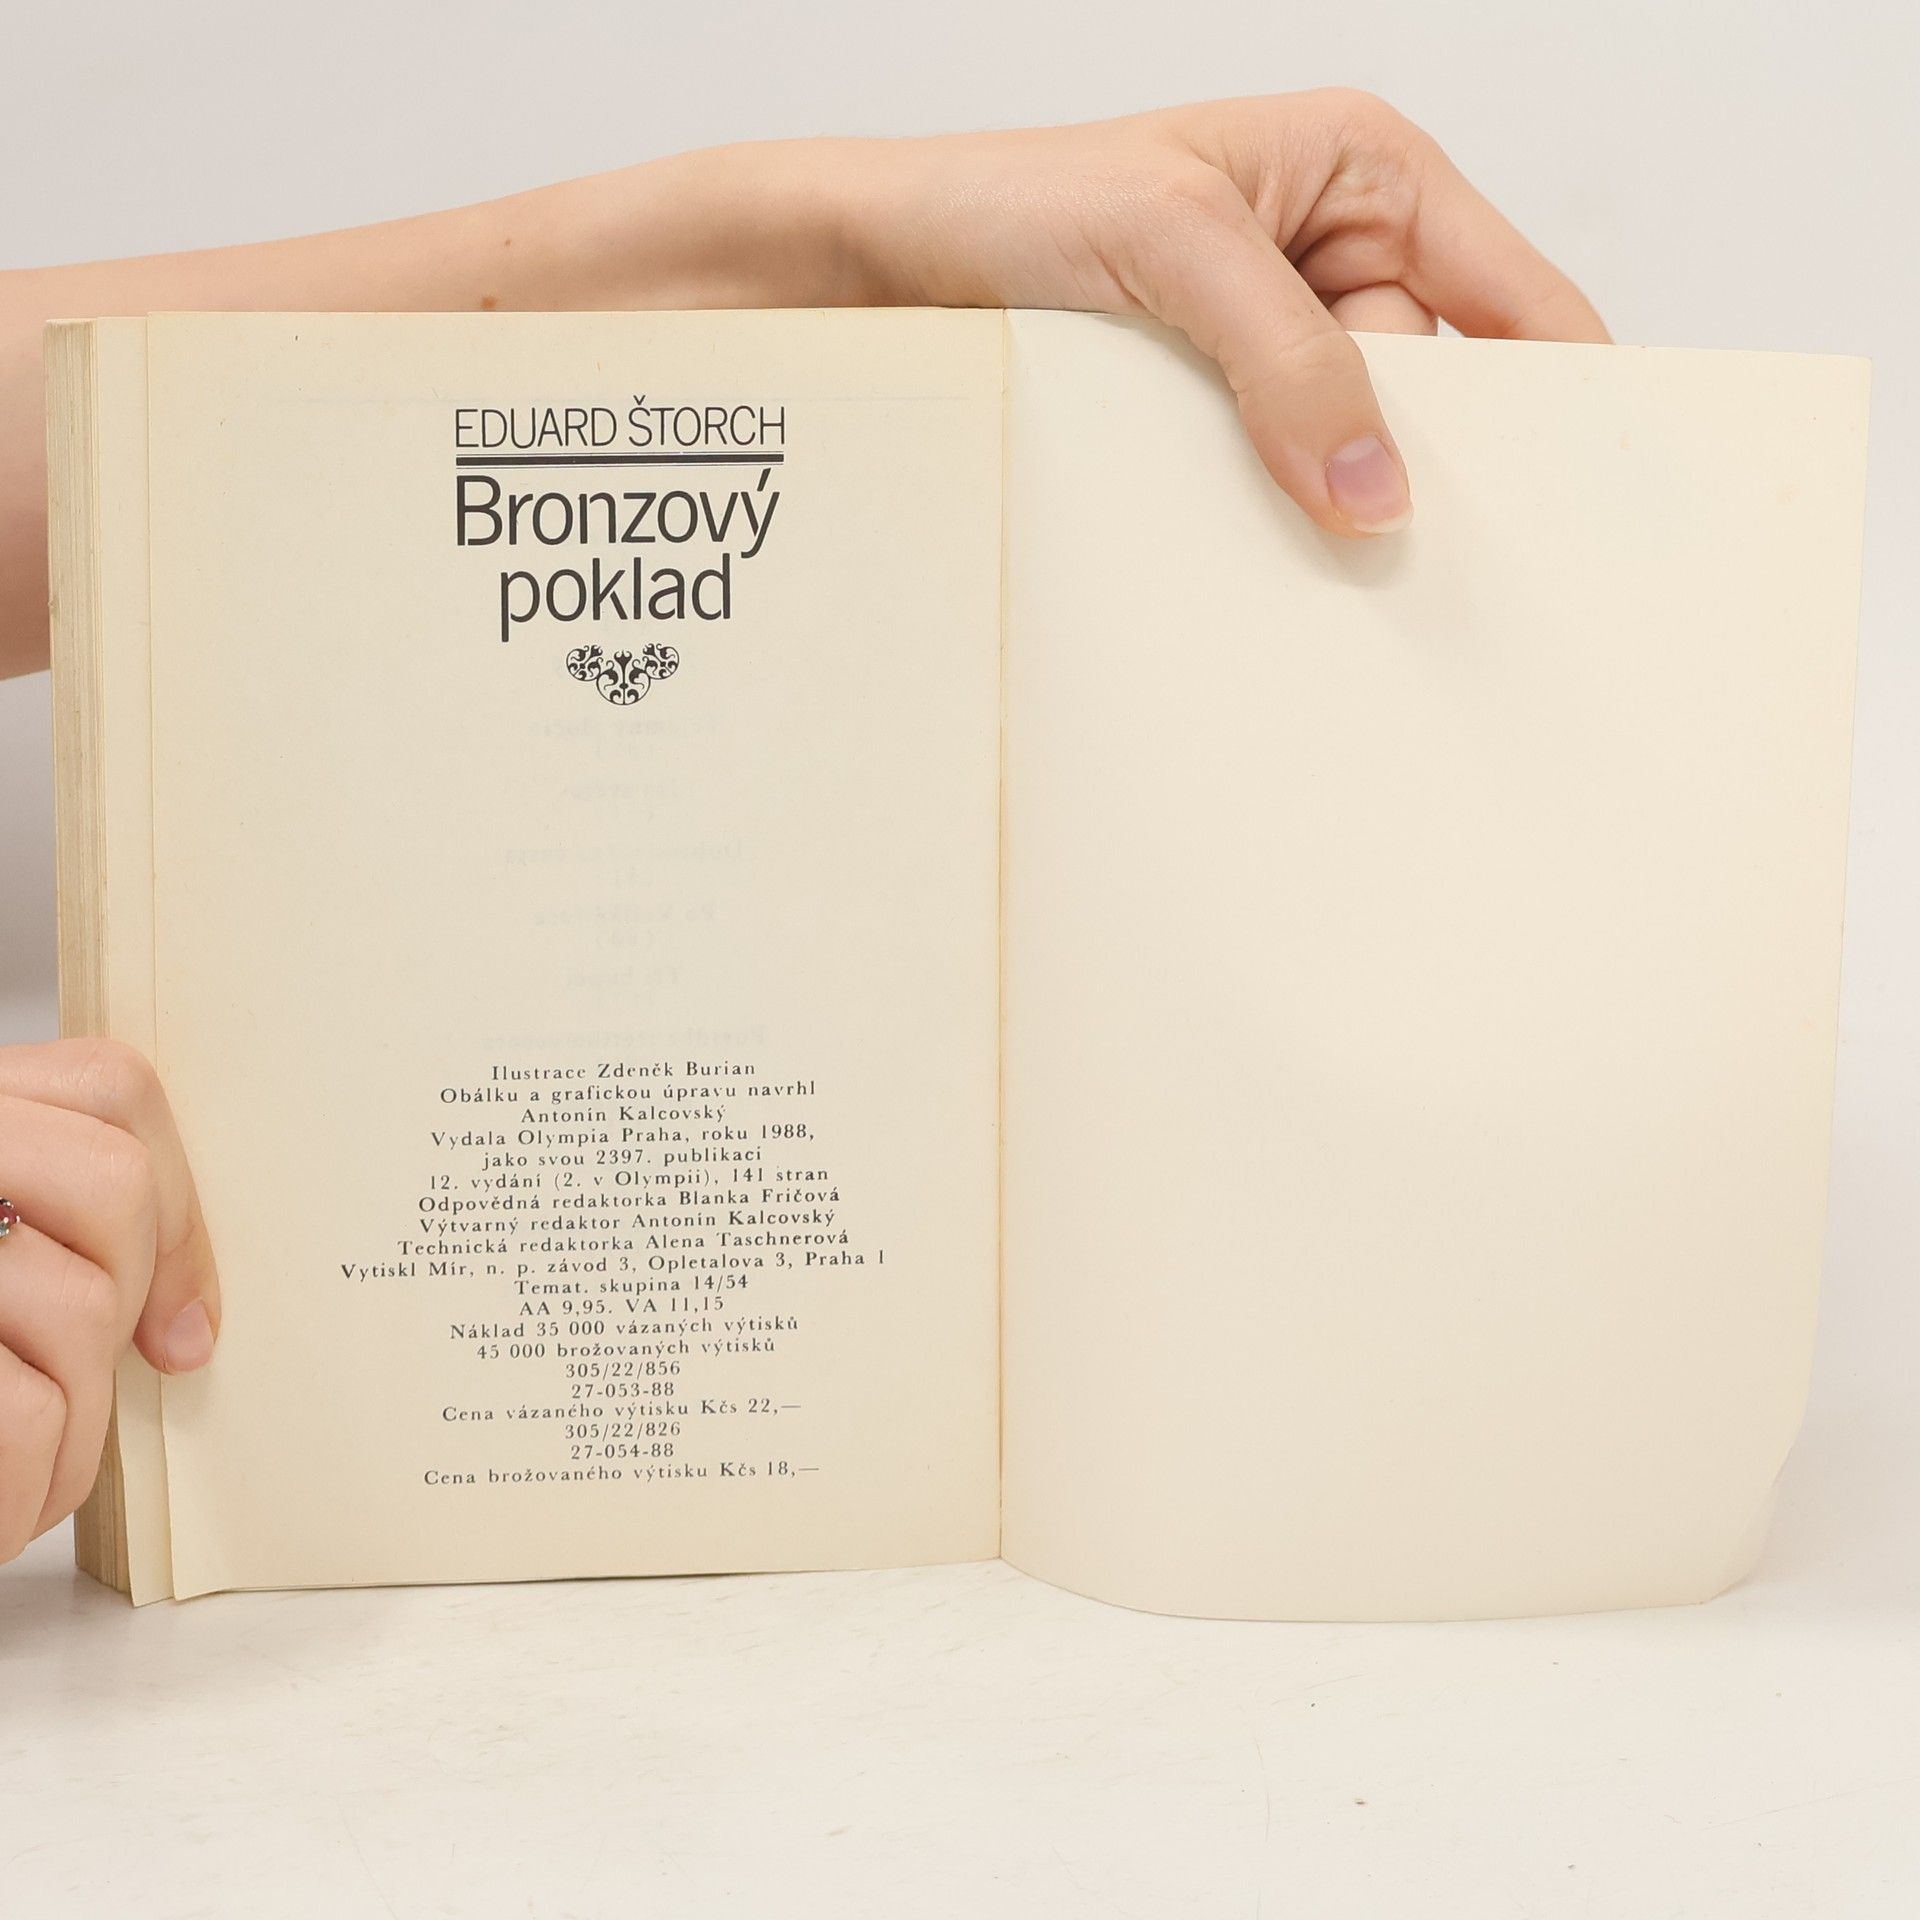 EDUARD ŠTORCH
Bronzový
poklad
Ilustrace Zdeněk Burian
Obálku a grafickou úpravu navrhl
Antonín Kalcovský
Vydala Olympia Praha, roku 1988,
jako svou 2397. publikaci
12. vydání (2. v Olympii), 141 stran
Odpovědná redaktorka Blanka Fričová
Výtvarný redaktor Antonín Kalcovský
Technická redaktorka Alena Taschnerová
Vytiskl Mír, n. p. závod 3, Opletalova 3, Praha 1
Temat. skupina 14/54
AA 9,95. VA 11,15
Náklad 35 000 vázaných výtisků
45 000 brožovaných výtisků
305/22/856
27-053-88
Cena vázaného výtisku Kčs 22,—
305/22/826
27-054-88
Cena brožovaného výtisku Kčs 18,—